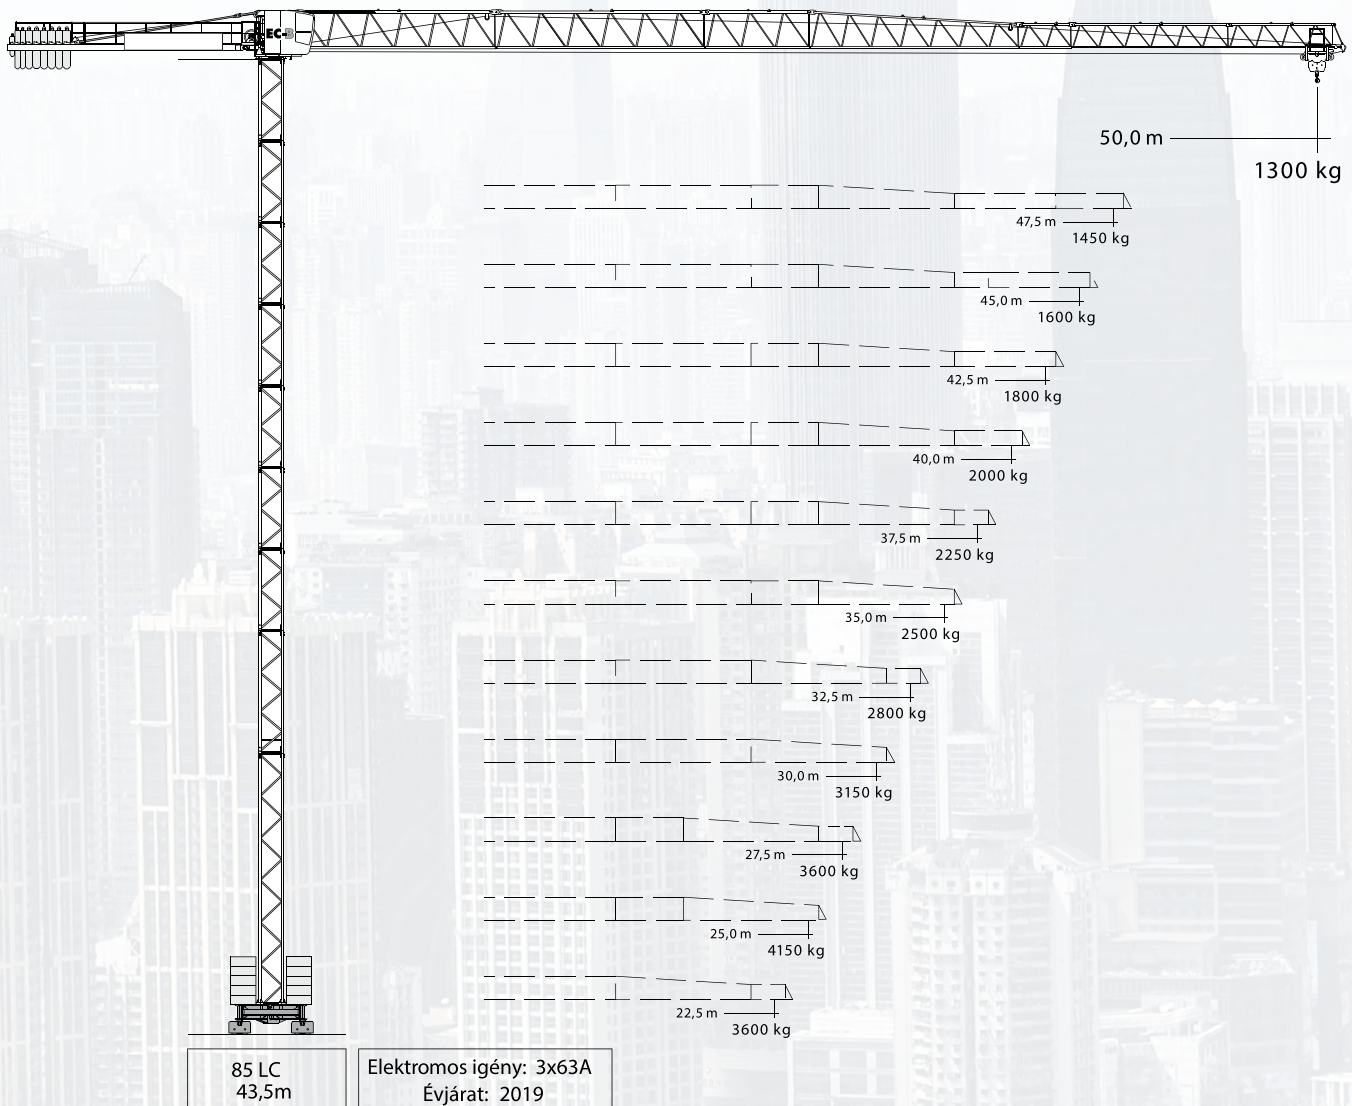 EC-B
50,0 m
1300 kg
47,5 m
1450 kg
45,0 m
1600 kg
42,5 m
1800 kg
40,0 m
2000 kg
37,5 m
2250 kg
35,0 m
2500 kg
32,5 m
2800 kg
30,0 m
3150 kg
27,5 m
3600 kg
25,0 m
4150 kg
22,5 m
3600 kg
85 LC
43,5m
Elektromos igény: 3x63A
Évjárat: 2019